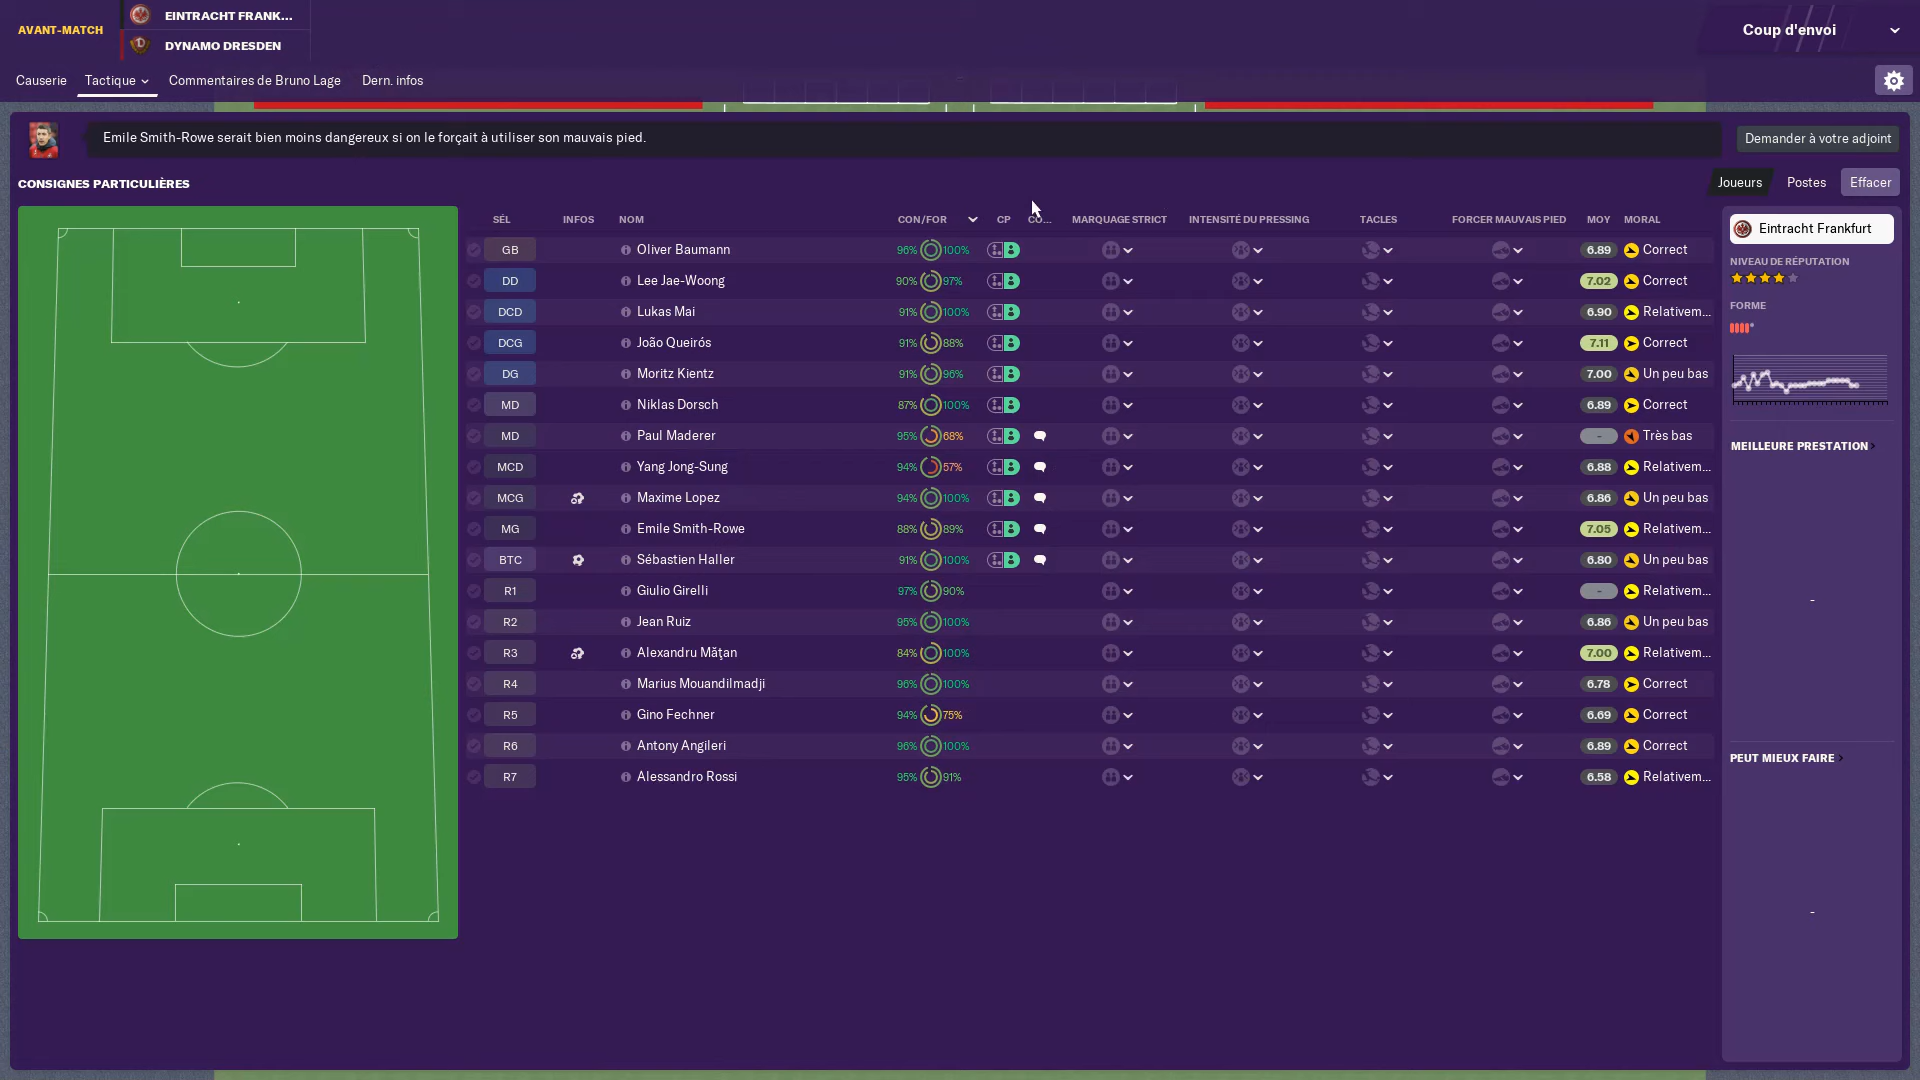 AVANT-MATCH
EINTRACHT FRANK...
DYNAMO DRESDEN
Coup d'envoi
Causerie Tactique Commentaires de Bruno Lage Dern. infos
Emile Smith-Rowe serait bien moins dangereux si on le forçait à utiliser son mauvais pied.
Demander à votre adjoint
CONSIGNES PARTICULIÈRES
Joueurs Postes Effacer
SÉL INFOS NOM CON/FOR CP CO... MARQUAGE STRICT INTENSITÉ DU PRESSING TACLES FORCER MAUVAIS PIED MOY MORAL
GB Oliver Baumann 96% 100% 6.89 Correct
DD Lee Jae-Woong 90% 97% 7.02 Correct
DCD Lukas Mai 91% 100% 6.90 Relativem...
DCG João Queirós 91% 88% 7.11 Correct
DG Moritz Kientz 91% 96% 7.00 Un peu bas
MD Niklas Dorsch 87% 100% 6.89 Correct
MD Paul Maderer 95% 68% - Très bas
MCD Yang Jong-Sung 94% 57% 6.88 Relativem...
MCG Maxime Lopez 94% 100% 6.86 Un peu bas
MG Emile Smith-Rowe 88% 89% 7.05 Relativem...
BTC Sébastien Haller 91% 100% 6.80 Un peu bas
R1 Giulio Girelli 97% 90% - Relativem...
R2 Jean Ruiz 95% 100% 6.86 Un peu bas
R3 Alexandru Măţan 84% 100% 7.00 Relativem...
R4 Marius Mouandilmadji 96% 100% 6.78 Correct
R5 Gino Fechner 94% 75% 6.69 Correct
R6 Antony Angileri 96% 100% 6.89 Correct
R7 Alessandro Rossi 95% 91% 6.58 Relativem...
Eintracht Frankfurt
NIVEAU DE RÉPUTATION
FORME
MEILLEURE PRESTATION
-
PEUT MIEUX FAIRE
-